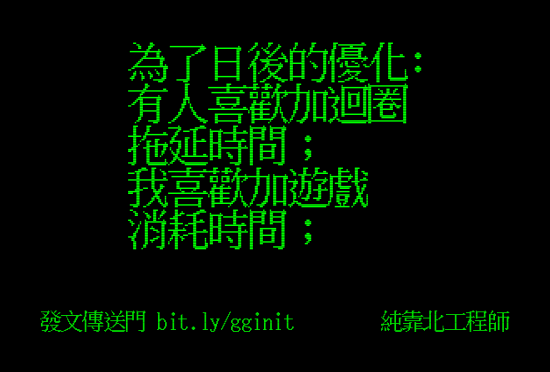 為了日後的優化:
有人喜歡加迴圈
拖延時間;
我喜歡加遊戲
消耗時間;
發文傳送門 bit.ly/gginit
純靠北工程師